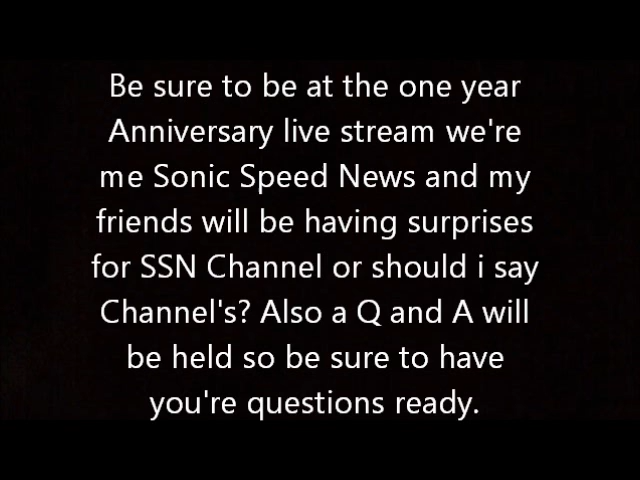 Be sure to be at the one year
Anniversary live stream we're
me Sonic Speed News and my
friends will be having surprises
for SSN Channel or should i say
Channel's? Also a Q and A will
be held so be sure to have
you're questions ready.